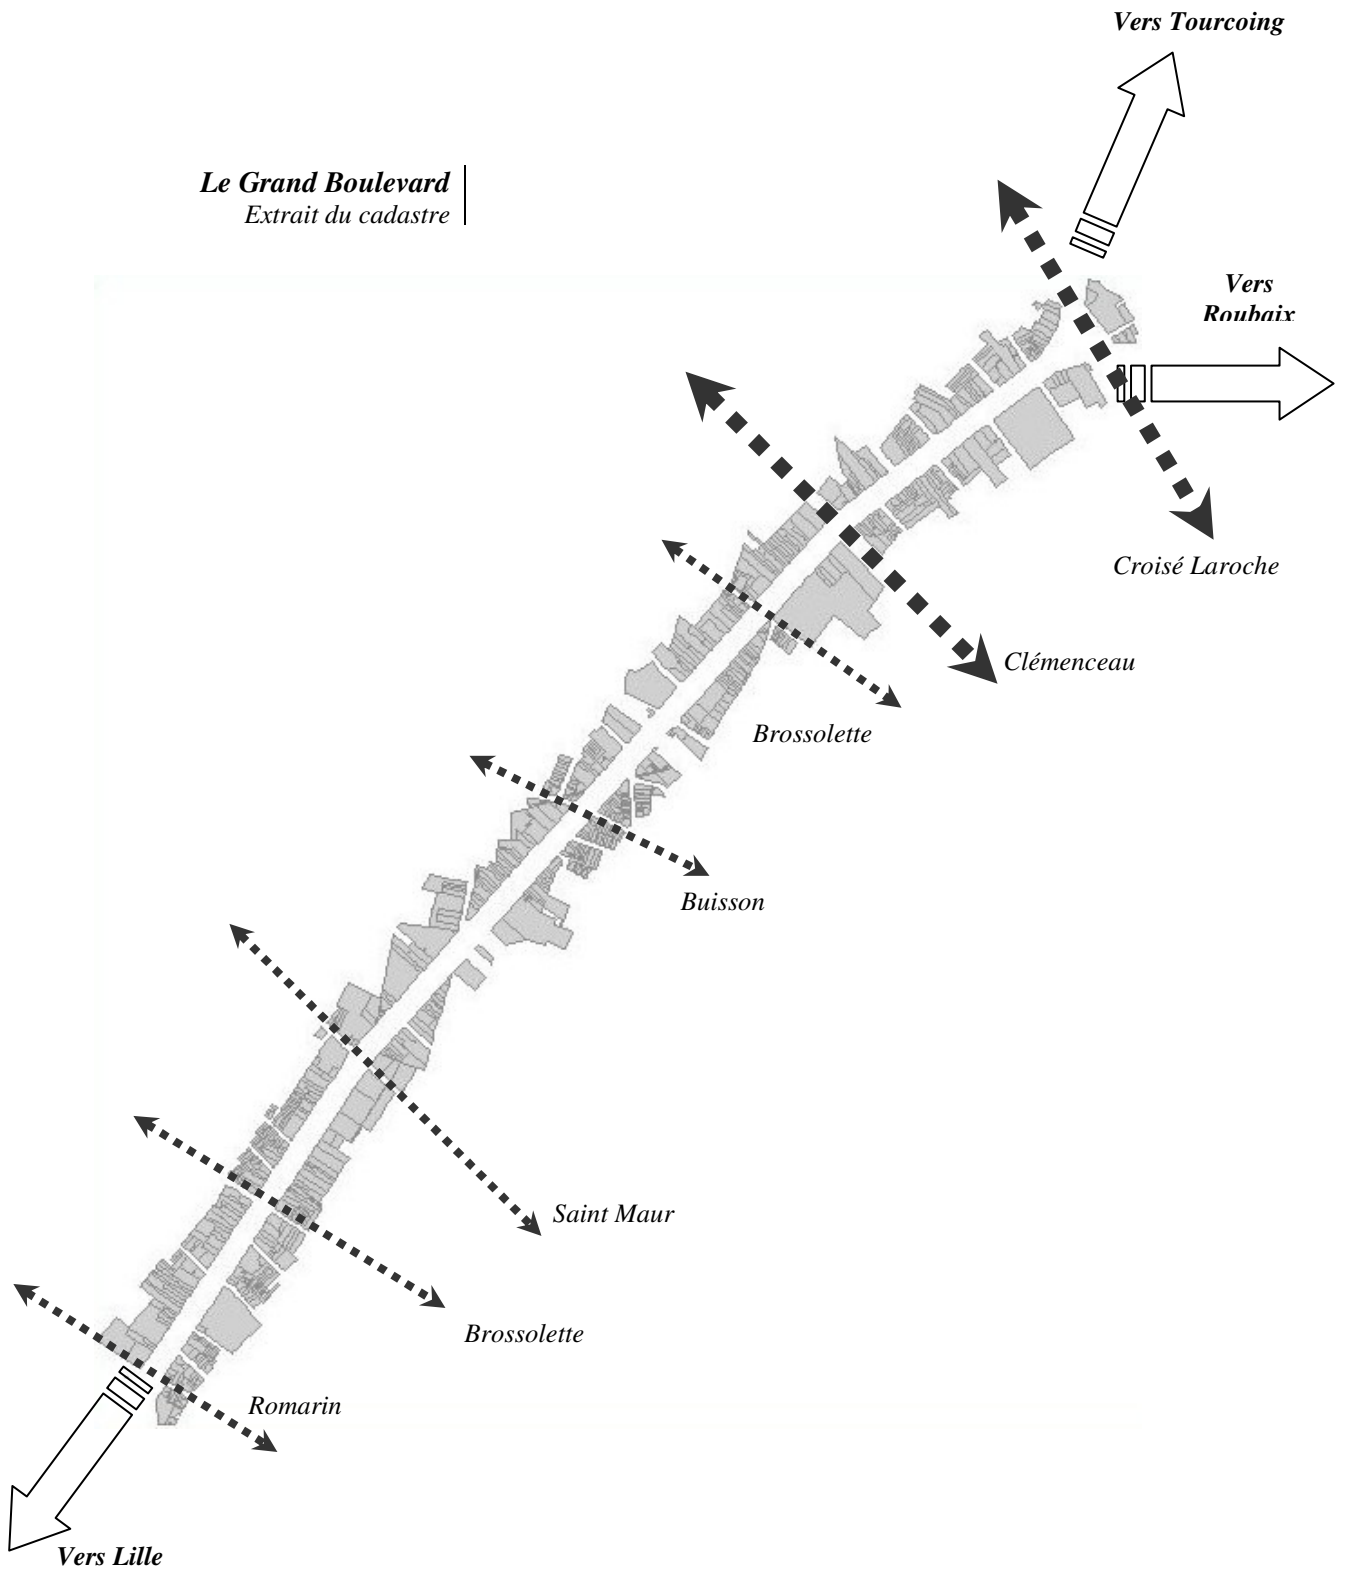 Vers Tourcoing
Le Grand Boulevard
Extrait du cadastre
Vers
Roubaix
Croisé Laroche
Clémenceau
Brossolette
Buisson
Saint Maur
Brossolette
Romarin
Vers Lille